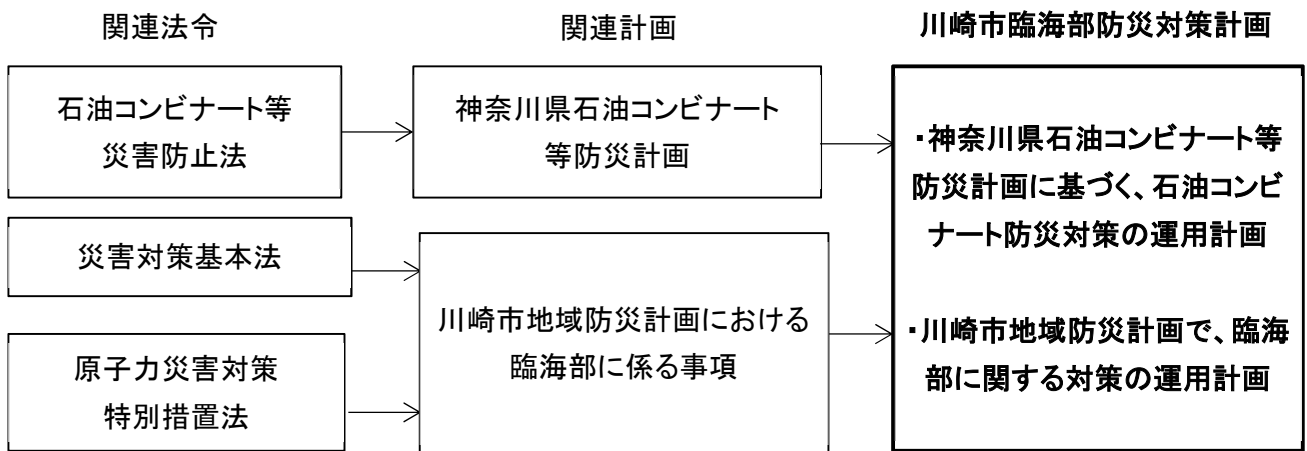 関連法令
関連計画
川崎市臨海部防災対策計画
石油コンビナート等
災害防止法
神奈川県石油コンビナート
等防災計画
災害対策基本法
原子力災害対策
特別措置法
川崎市地域防災計画における
臨海部に係る事項
・神奈川県石油コンビナート等
防災計画に基づく、石油コンビ
ナート防災対策の運用計画
・川崎市地域防災計画で、臨海
部に関する対策の運用計画